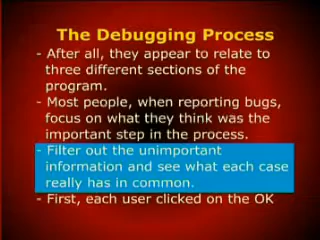 The Debugging Process
- After all, they appear to relate to
three different sections of the
program.
- Most people, when reporting bugs,
focus on what they think was the
important step in the process.
- Filter out the unimportant
information and see what each case
really has in common.
- First, each user clicked on the OK